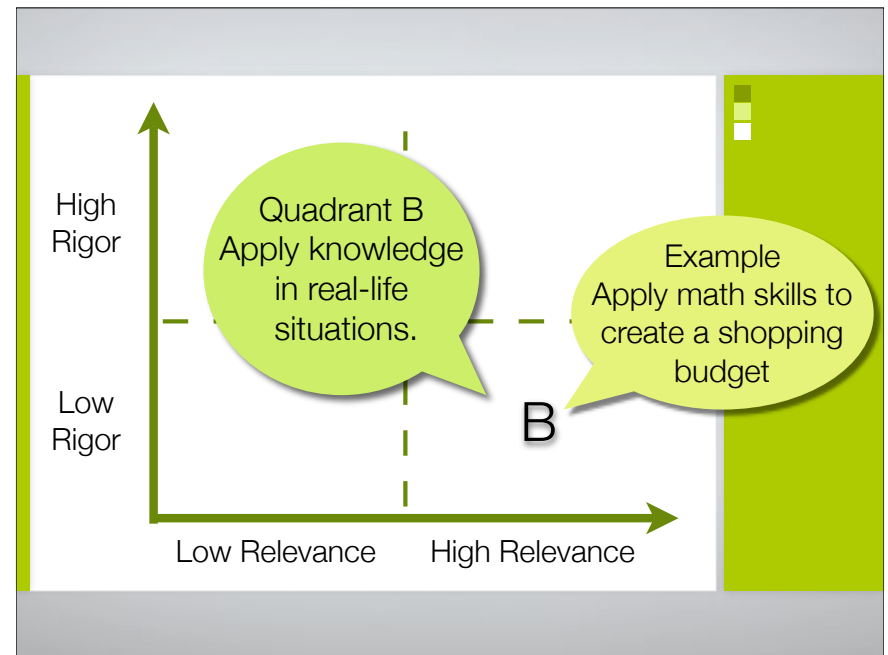 High
Rigor
Quadrant B
Apply knowledge
in real-life
situations.
Example
Apply math skills to
create a shopping
budget
Low
Rigor
B
Low Relevance
High Relevance